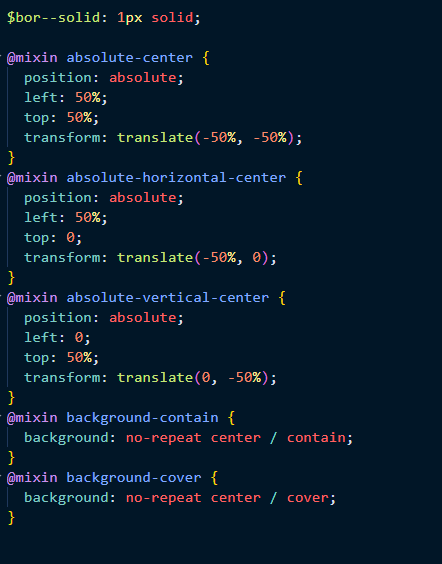 $bor--solid: 1px solid;
@mixin absolute-center {
position: absolute;
left: 50%;
top: 50%;
transform: translate(-50%, -50%);
}
@mixin absolute-horizontal-center {
position: absolute;
left: 50%;
top: 0;
transform: translate(-50%, 0);
}
@mixin absolute-vertical-center {
position: absolute;
left: 0;
top: 50%;
transform: translate(0, -50%);
}
@mixin background-contain {
background: no-repeat center / contain;
}
@mixin background-cover {
background: no-repeat center / cover;
}